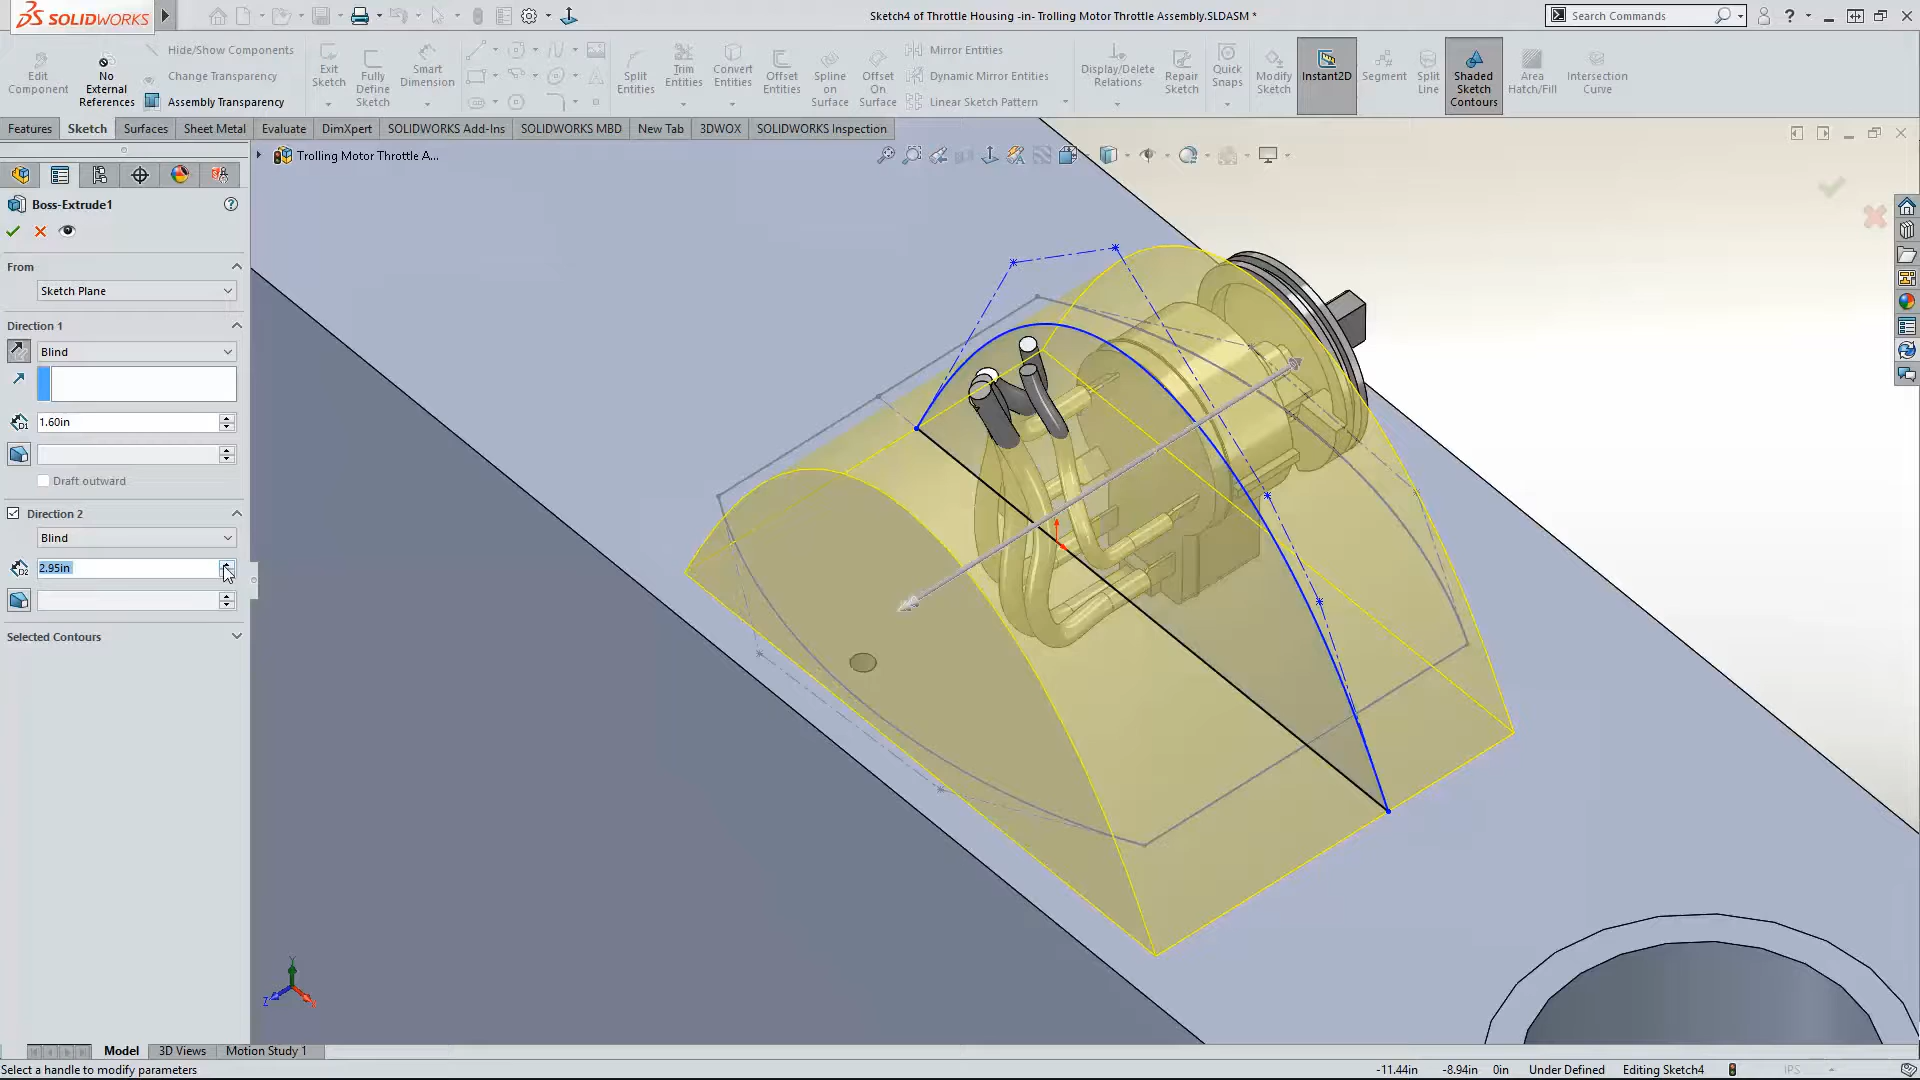 SOLIDWORKS
Sketch4 of Throttle Housing -in- Trolling Motor Throttle Assembly.SLDASM *
Search Commands
Edit Component
No External References
Hide/Show Components
Change Transparency
Assembly Transparency
Exit Sketch
Fully Define Sketch
Smart Dimension
Split Entities
Trim Entities
Convert Entities
Offset Entities
Spline on Surface
Offset On Surface
Mirror Entities
Dynamic Mirror Entities
Linear Sketch Pattern
Display/Delete Relations
Repair Sketch
Quick Snaps
Modify Sketch
Instant2D
Segment
Split Line
Shaded Sketch Contours
Area Hatch/Fill
Intersection Curve
Features
Sketch
Surfaces
Sheet Metal
Evaluate
DimXpert
SOLIDWORKS Add-Ins
SOLIDWORKS MBD
New Tab
3DWOX
SOLIDWORKS Inspection
Trolling Motor Throttle A...
Boss-Extrude1
From
Sketch Plane
Direction 1
Blind
D1
1.60in
Draft outward
Direction 2
Blind
D2
2.95in
Selected Contours
Y
Z
X
Model
3D Views
Motion Study 1
Select a handle to modify parameters
-11.44in
-8.94in
0in
Under Defined
Editing Sketch4
IPS